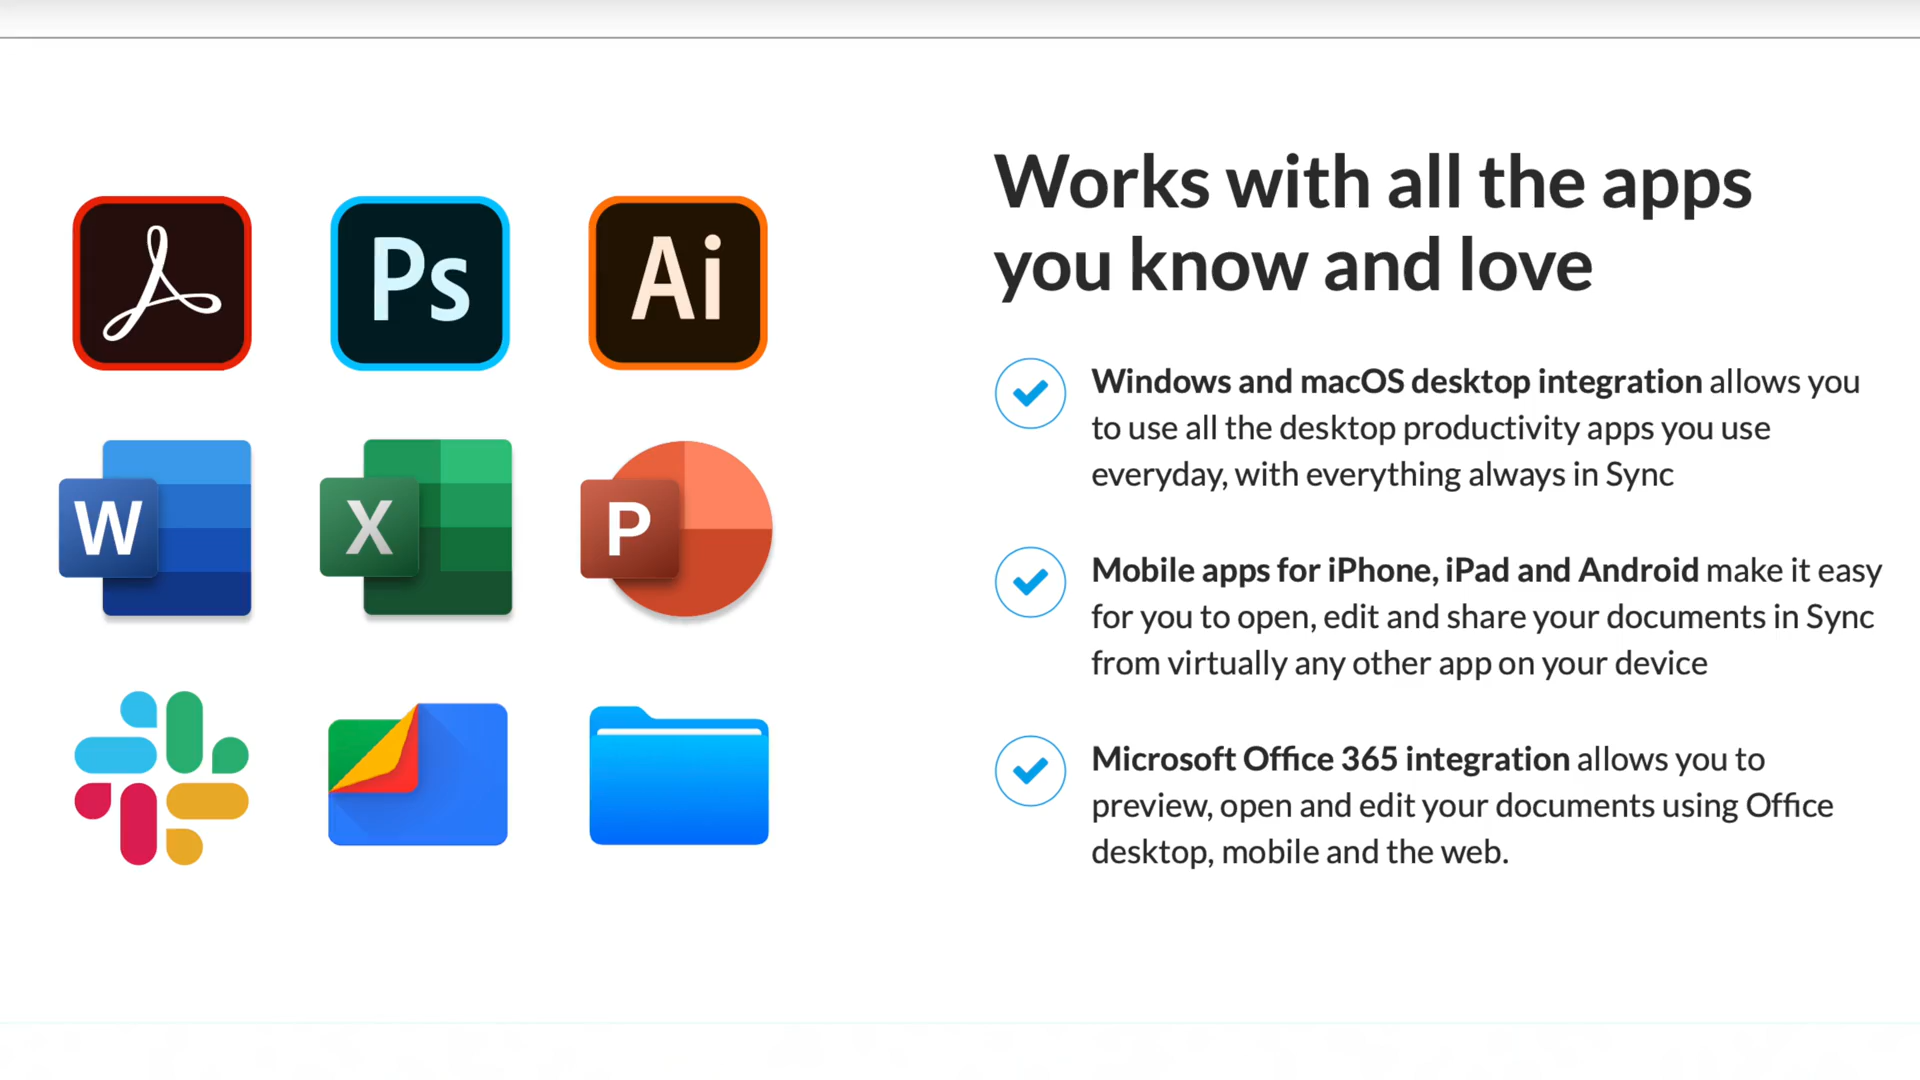 Works with all the apps
you know and love
Ps
Ai
Windows and macOS desktop integration allows you
to use all the desktop productivity apps you use
everyday, with everything always in Sync
W
X
P
Mobile apps for iPhone, iPad and Android make it easy
for you to open, edit and share your documents in Sync
from virtually any other app on your device
Microsoft Office 365 integration allows you to
preview, open and edit your documents using Office
desktop, mobile and the web.